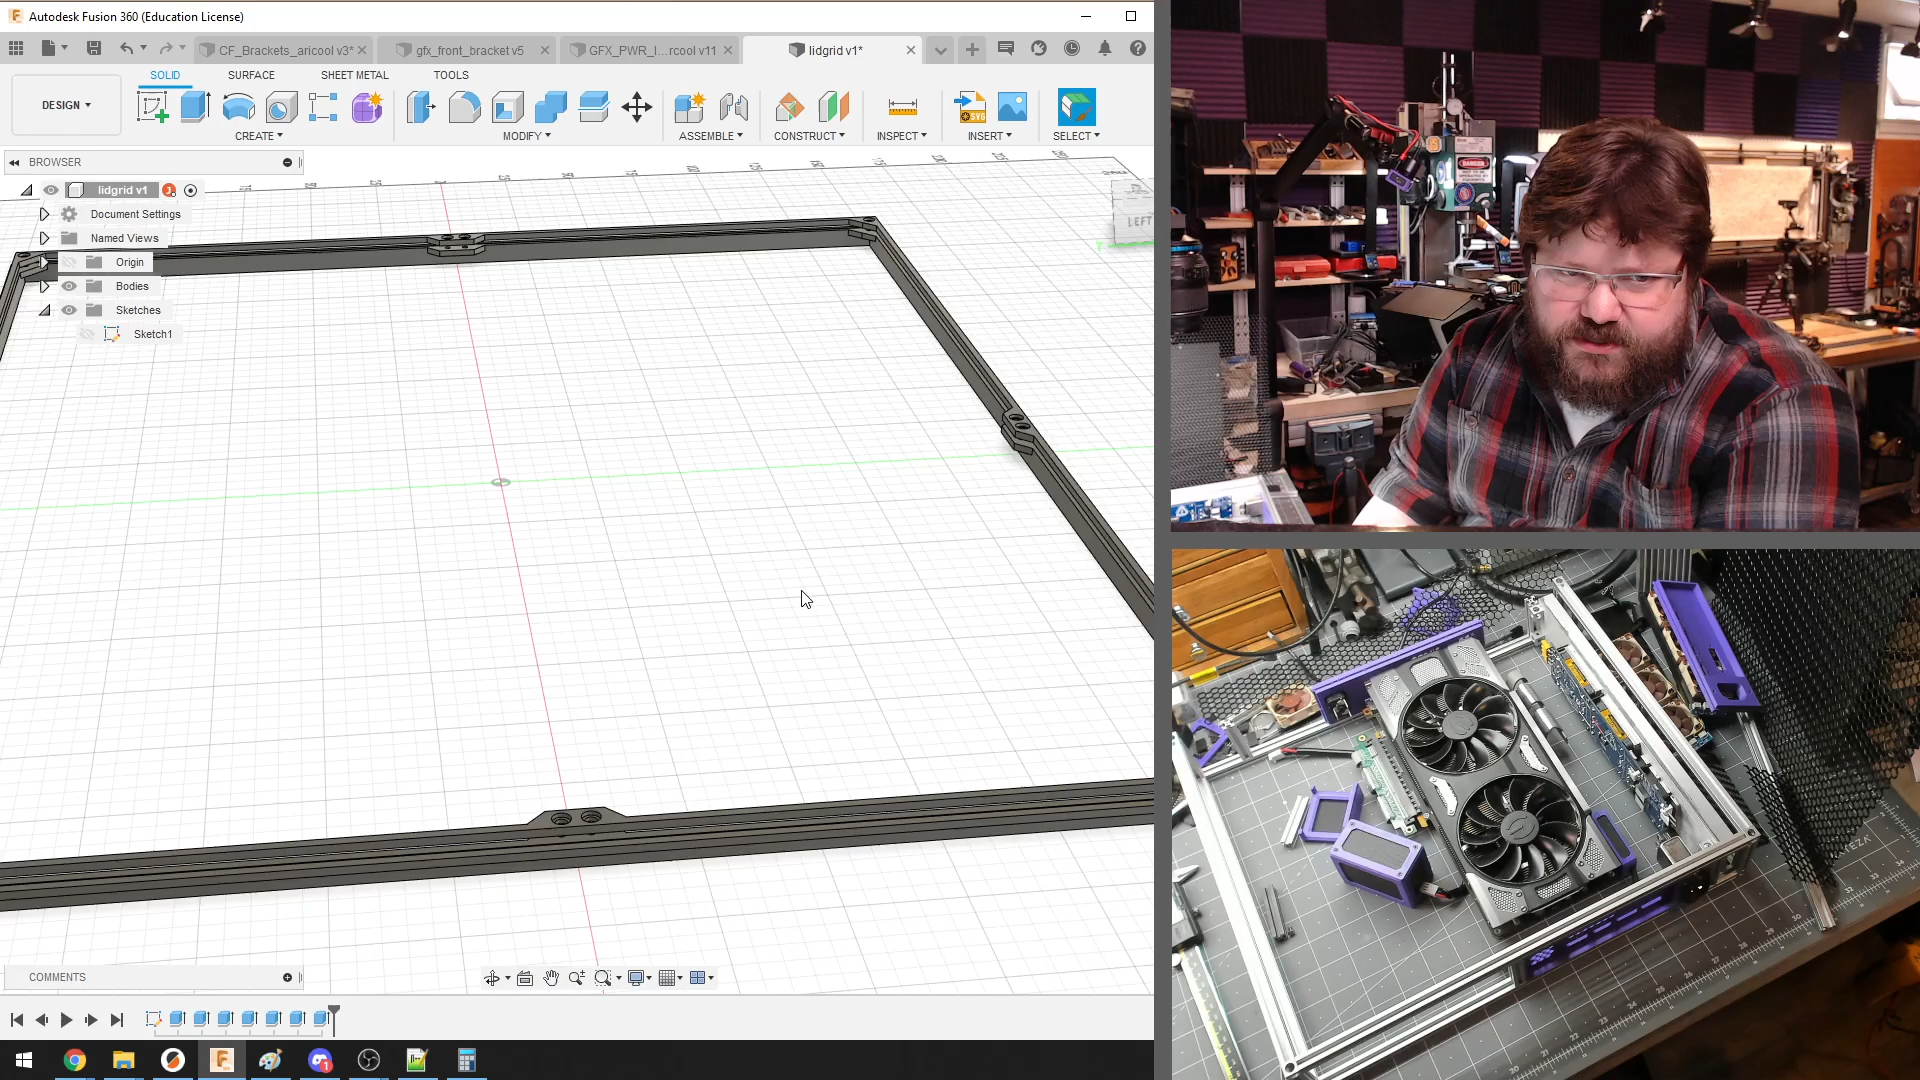 Autodesk Fusion 360 (Education License)
CF_Brackets_aricool v3*
gfx_front_bracket v5
GFX_PWR_I...rcool v11
lidgrid v1*
DESIGN
SOLID
SURFACE
SHEET METAL
TOOLS
CREATE
MODIFY
ASSEMBLE
CONSTRUCT
INSPECT
INSERT
SELECT
BROWSER
lidgrid v1
Document Settings
Named Views
Origin
Bodies
Sketches
Sketch1
LEFT
DANGER
COMMENTS